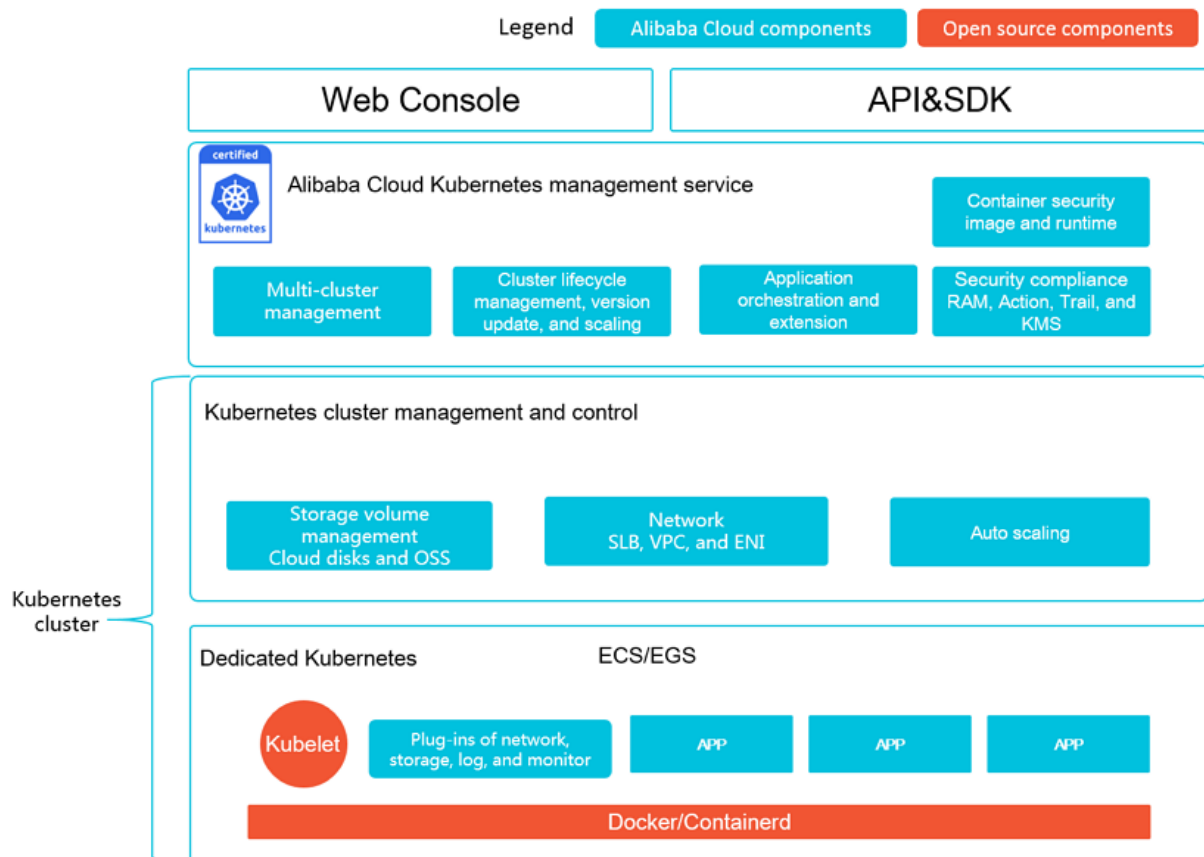 Legend
Alibaba Cloud components
Open source components
Web Console
API&SDK
certified
kubernetes
Alibaba Cloud Kubernetes management service
Container security
image and runtime
Multi-cluster
management
Cluster lifecycle
management, version
update, and scaling
Application
orchestration and
extension
Security compliance
RAM, Action, Trail, and
KMS
Kubernetes cluster management and control
Storage volume
management
Cloud disks and OSS
Network
SLB, VPC, and ENI
Auto scaling
Kubernetes
cluster
Dedicated Kubernetes
ECS/EGS
Kubelet
Plug-ins of network,
storage, log, and monitor
APP
APP
APP
Docker/Containerd